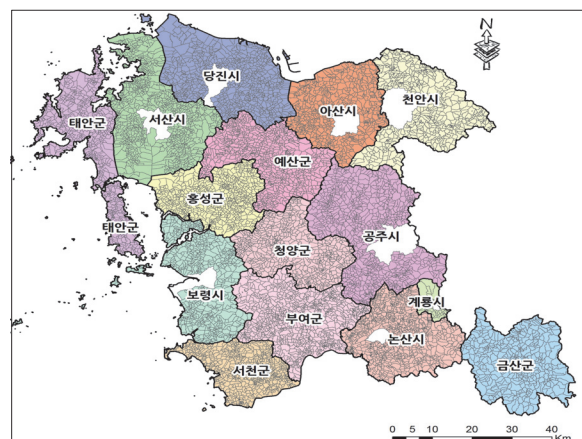 N
당진시
아산시
천안시
태안군
서산시
예산군
홍성군
태안군
청양군
공주시
보령시
계룡시
부여군
논산시
서천군
금산군
0 5 10 20 30 40
Km